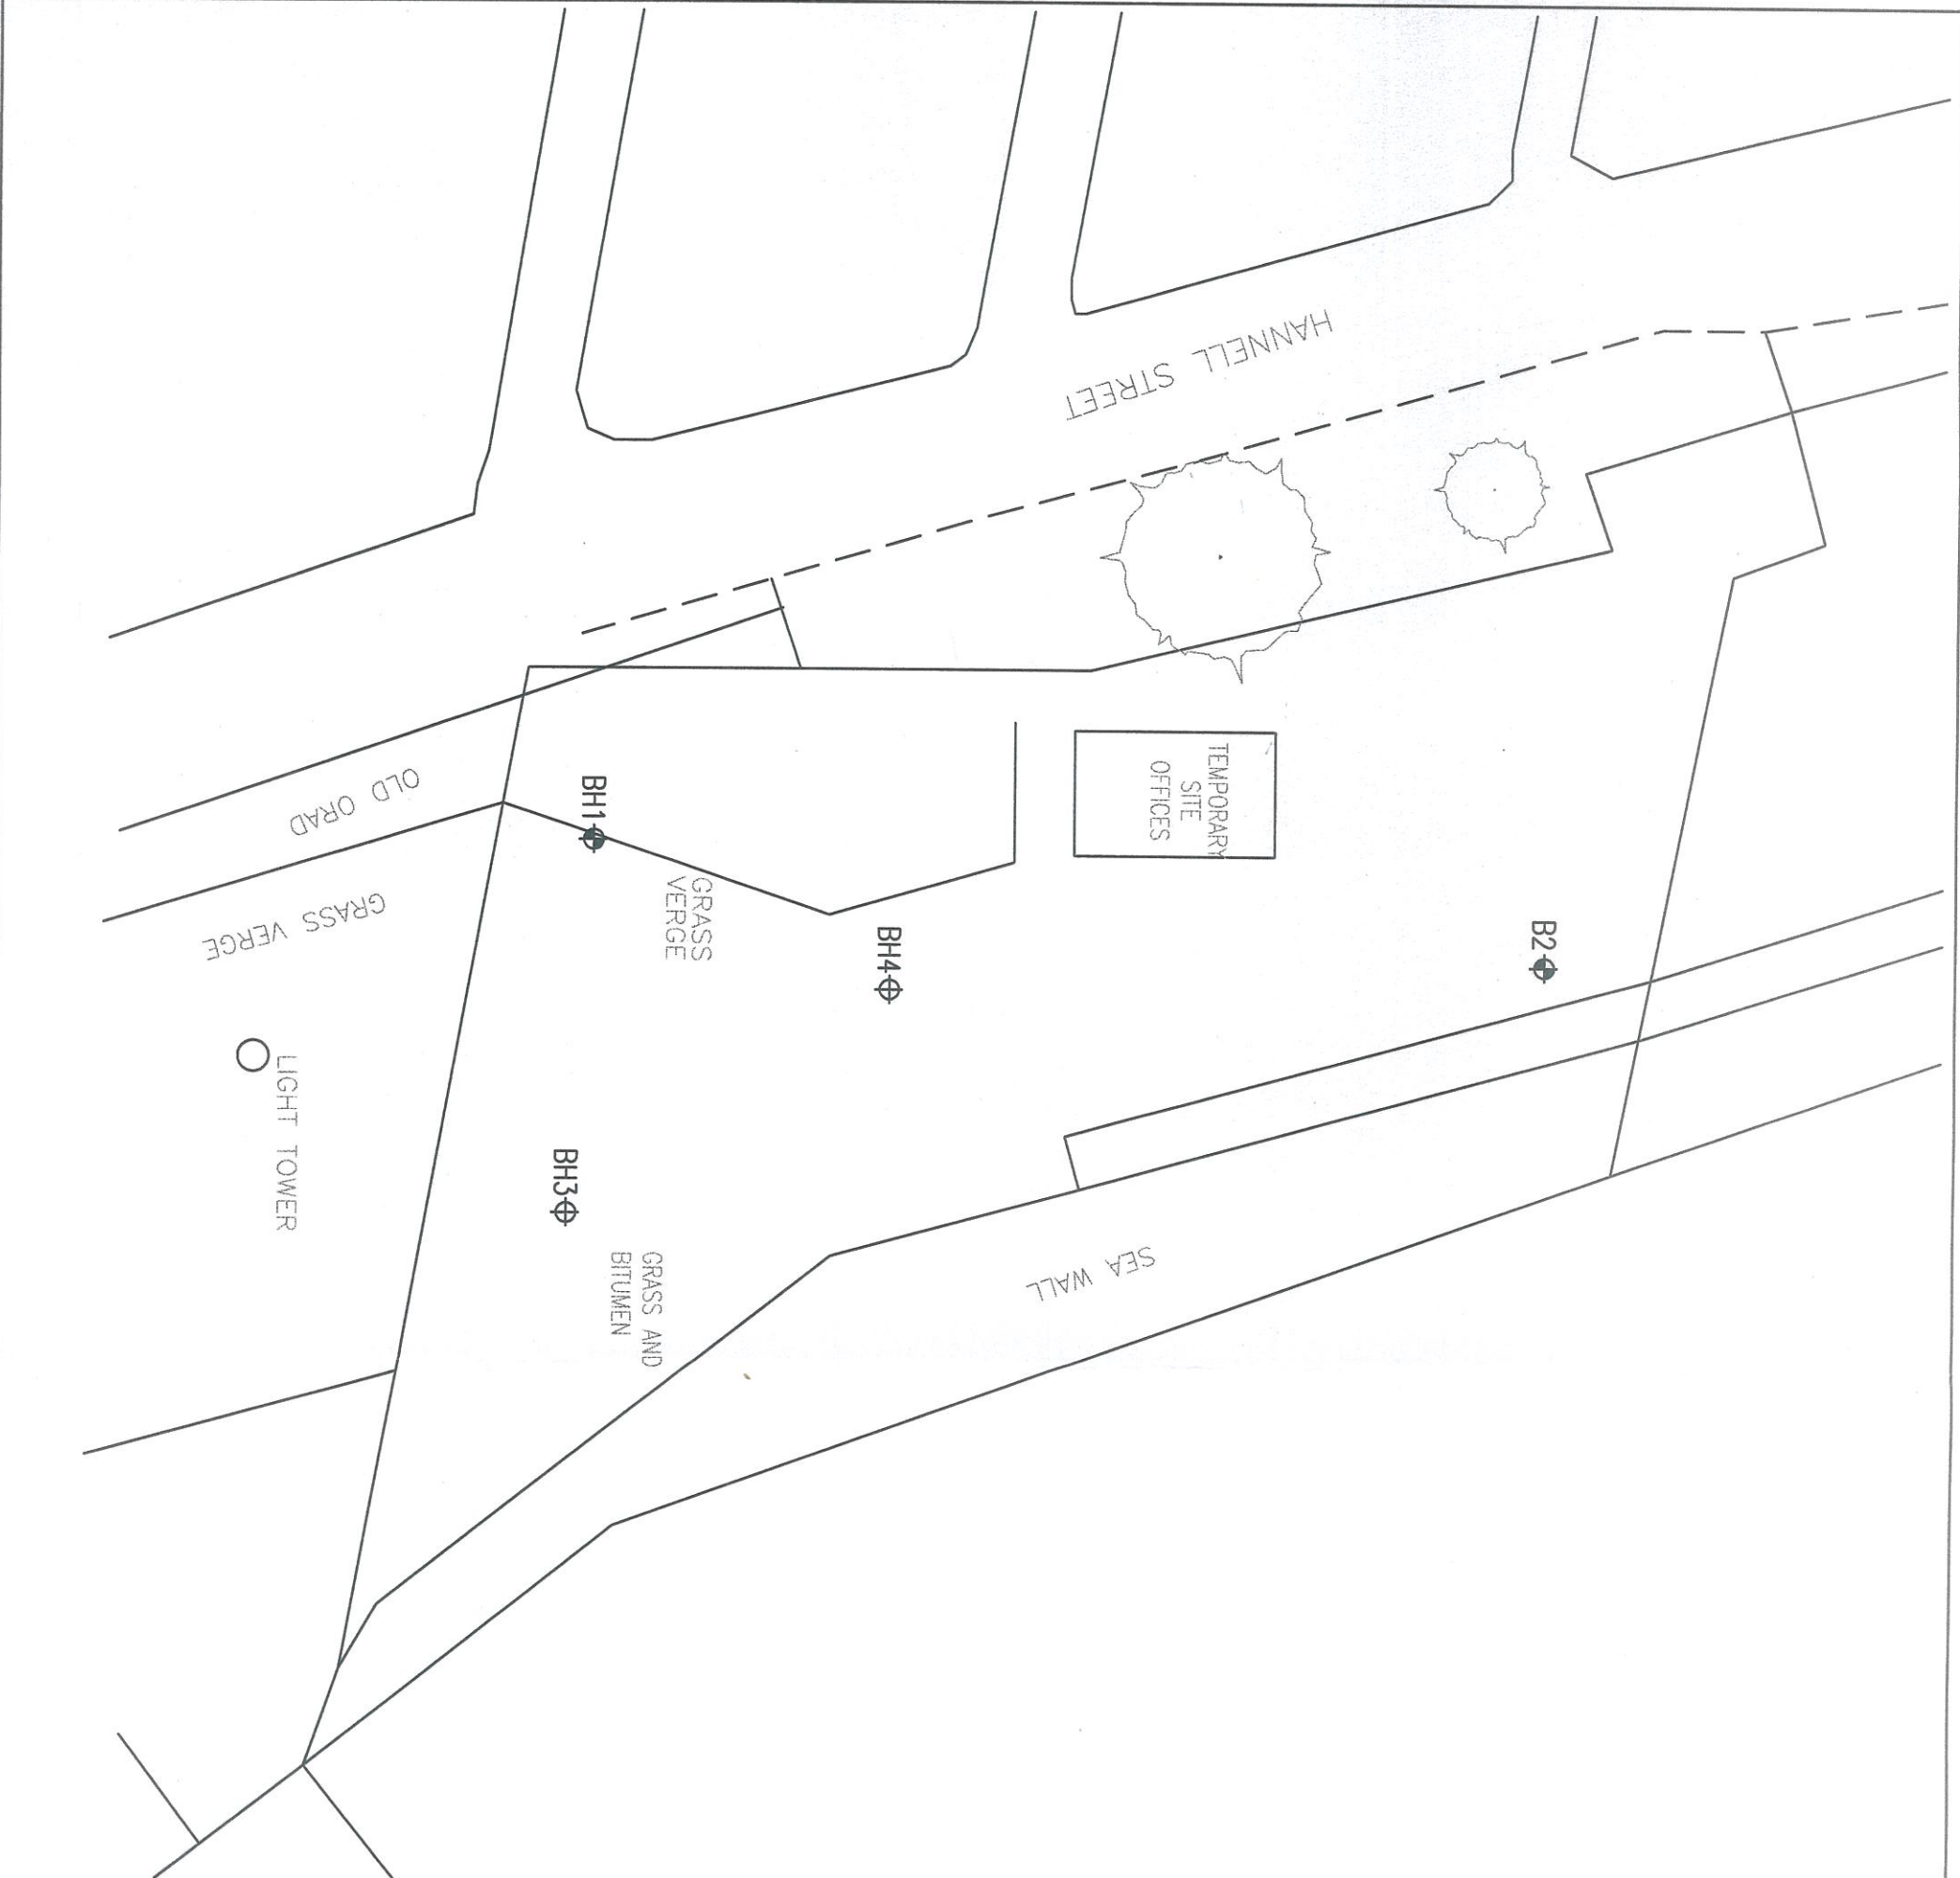 HANNELL STREET
TEMPORARY
SITE
OFFICES
OLD ORAD
BH1
GRASS
VERGE
GRASS VERGE
BH4
B2
LIGHT TOWER
BH3
GRASS AND
BITUMEN
SEA WALL